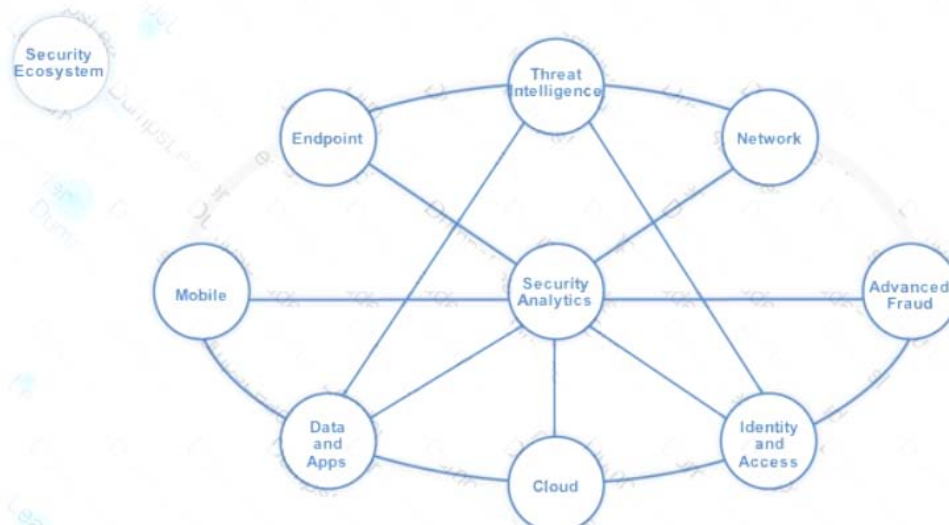 Security
Ecosystem
Threat
Intelligence
Endpoint
Network
Mobile
Security
Analytics
Advanced
Fraud
Data
and
Apps
Identity
and
Access
Cloud